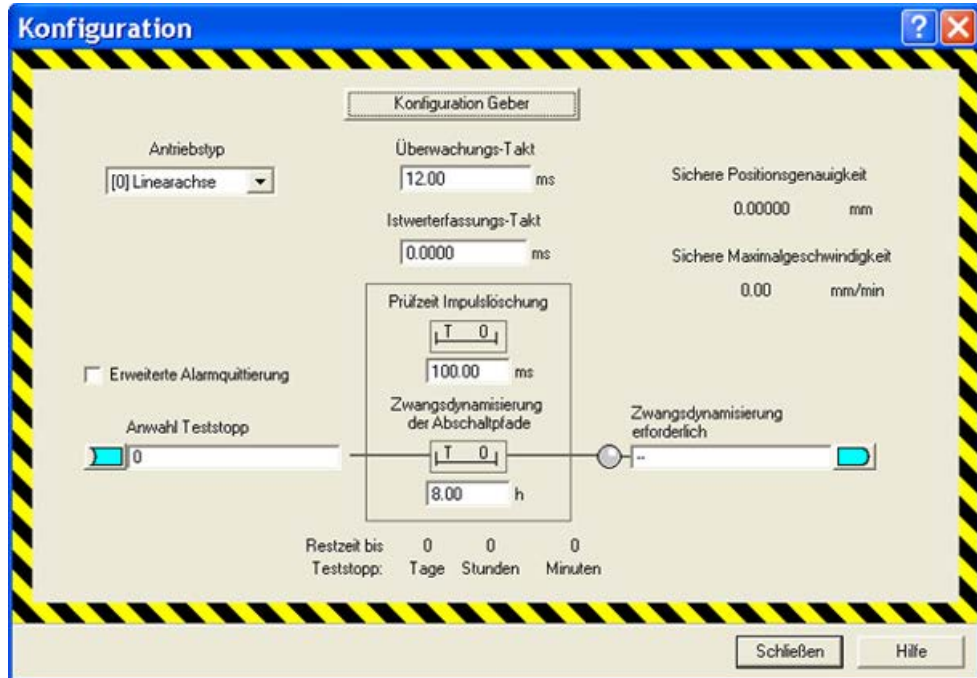 Konfiguration
Konfiguration Geber
Antriebstyp
[0] Linearachse
Überwachungs-Takt
12.00 ms
Istwerterfassungs-Takt
0.0000 ms
Sichere Positionsgenauigkeit
0.00000 mm
Sichere Maximalgeschwindigkeit
0.00 mm/min
Prüfzeit Impulslöschung
T 0
100.00 ms
Erweiterte Alarmquittierung
Zwangsdynamisierung
der Abschaltpfade
Anwahl Teststopp
0
T 0
8.00 h
Zwangsdynamisierung
erforderlich
--
Restzeit bis 0 0 0
Teststopp: Tage Stunden Minuten
Schließen Hilfe